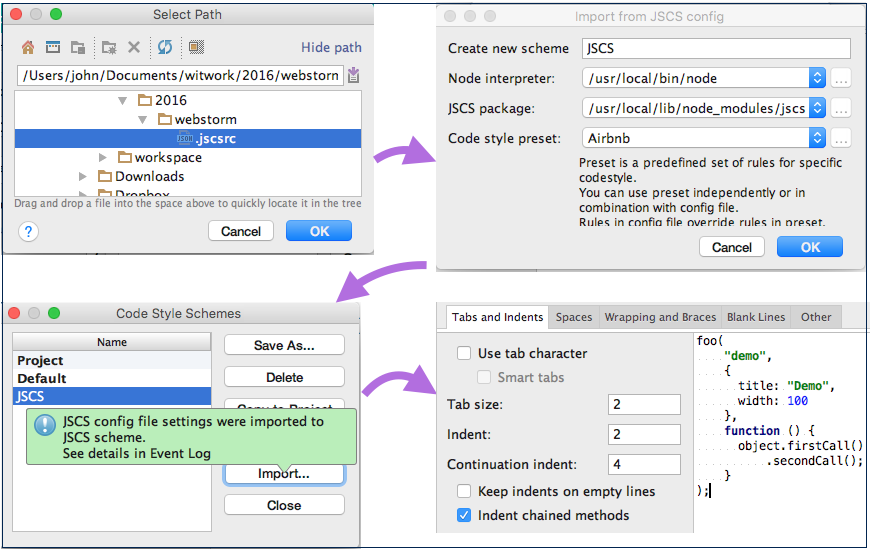 Select Path
Hide path
/Users/john/Documents/witwork/2016/webstorm
2016
webstorm
JSON .jscsrc
workspace
Downloads
Dropbox
Drag and drop a file into the space above to quickly locate it in the tree
?
Cancel
OK
Import from JSCS config
Create new scheme
JSCS
Node interpreter:
/usr/local/bin/node
...
JSCS package:
/usr/local/lib/node_modules/jscs
...
Code style preset:
Airbnb
...
Preset is a predefined set of rules for specific
codestyle.
You can use preset independently or in
combination with config file.
Rules in config file override rules in preset.
Cancel
OK
Code Style Schemes
Name
Project
Default
JSCS
Save As...
Delete
Copy to Project
JSCS config file settings were imported to
JSCS scheme.
See details in Event Log
Import...
Close
Tabs and Indents
Spaces
Wrapping and Braces
Blank Lines
Other
Use tab character
Smart tabs
Tab size:
2
Indent:
2
Continuation indent:
4
Keep indents on empty lines
Indent chained methods
foo(
"demo",
{
title: "Demo",
width: 100
},
function () {
object.firstCall()
.secondCall();
}
);